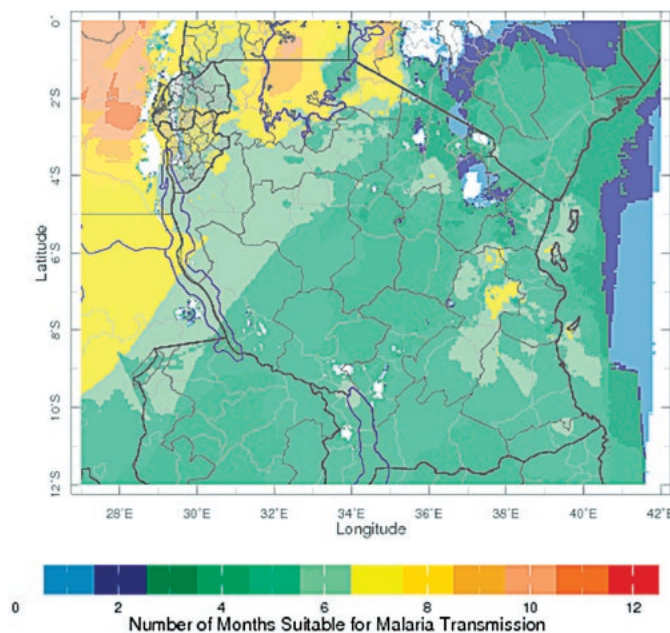 0°
2°S
4°S
6°S
8°S
10°S
12°S
Latitude
28°E 30°E 32°E 34°E 36°E 38°E 40°E 42°E
Longitude
0 2 4 6 8 10 12
Number of Months Suitable for Malaria Transmission